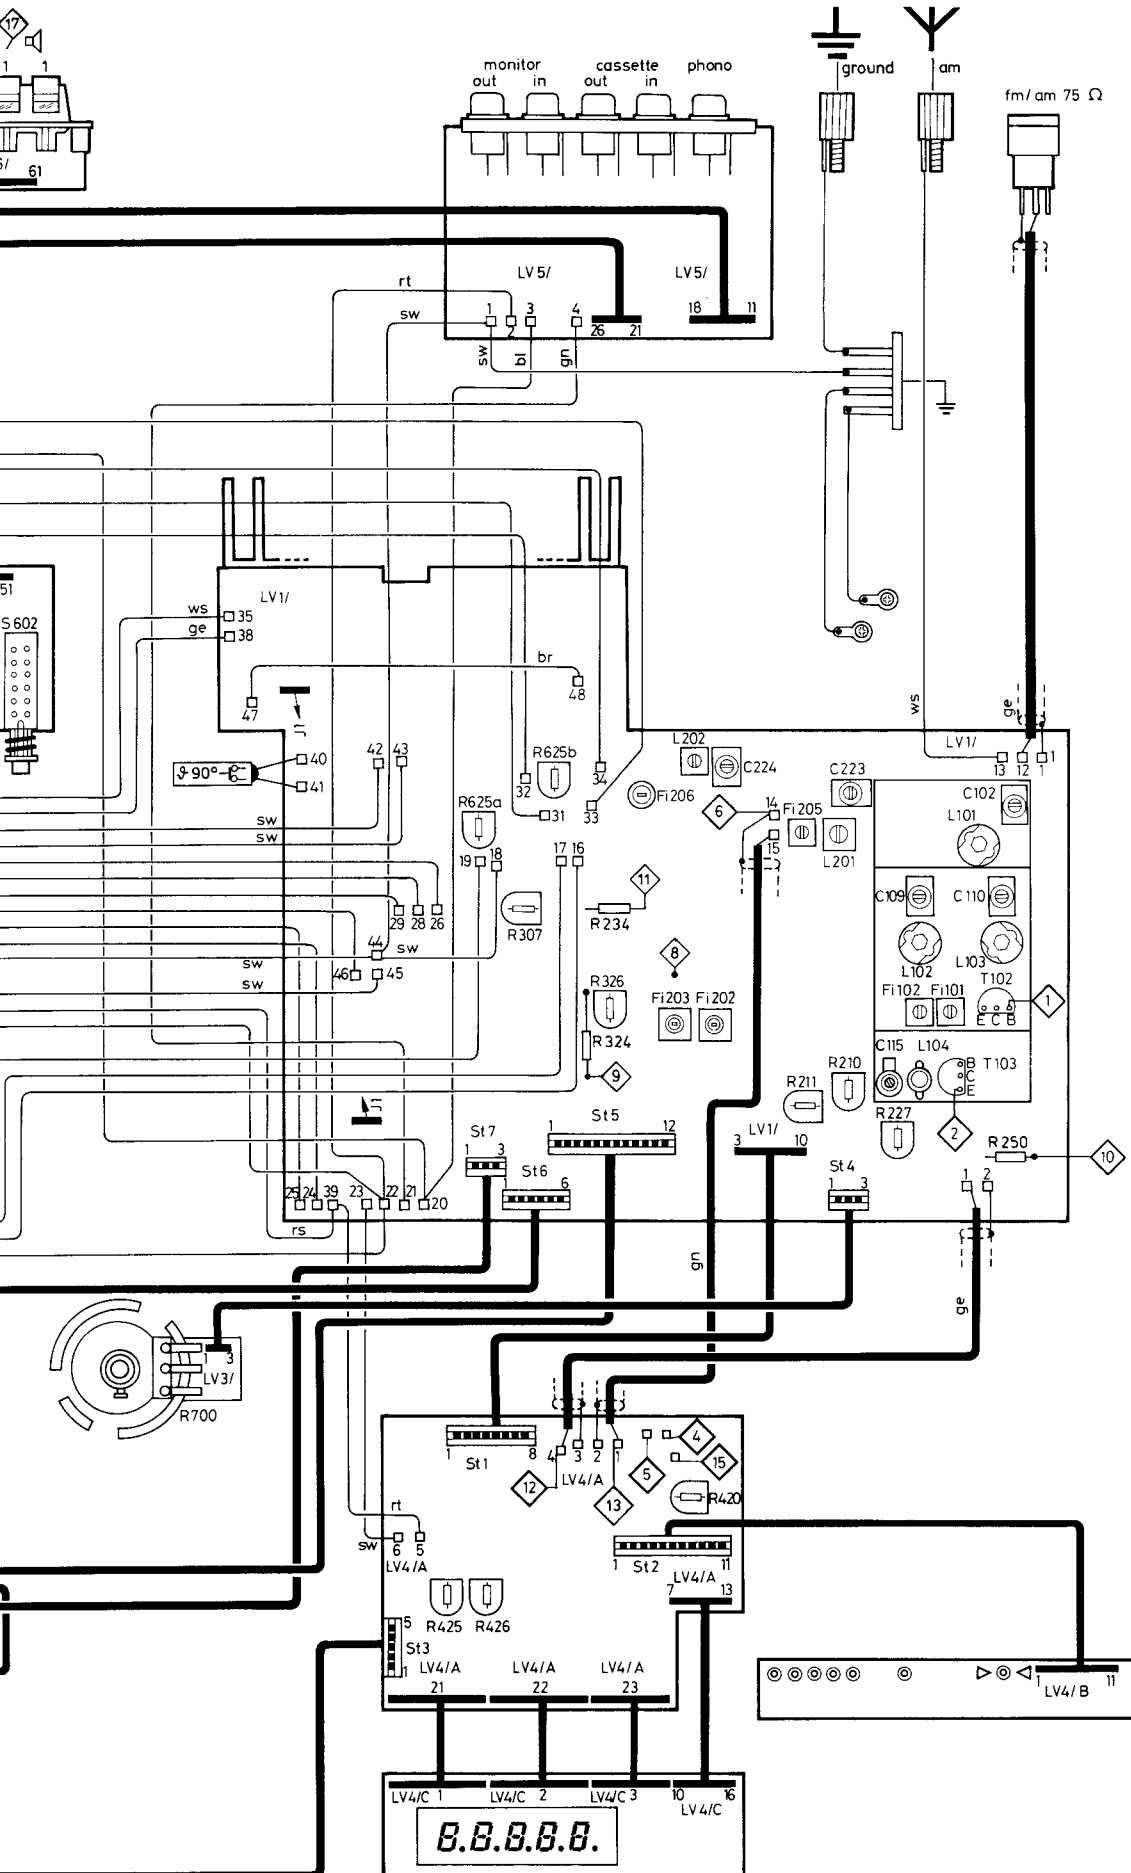 17
1 1
6/ 61
monitor cassette phono
out in out in
ground
am
fm/am 75 Ω
LV5/ LV5/
rt
sw
1 2 3 4 26 21 18 11
sw bl gn
51
S602
LV1/
ws 35
ge 38
br
47 48
J1
ϑ 90°
40
41
42 43
R625b
32
31
34
33
R625a
19 18
17 16
sw
sw
L202
C224
Fi206
6
14
15
C223
Fi205
L201
ws
ge
LV1/
13 12 1
C102
L101
C109 C110
L102 L103
T102
Fi102 Fi101
E C B
1
C115 L104
B
C
E
T103
2
29 28 26
R307
11
R234
44
sw
sw
46 45
sw
8
R326
Fi203 Fi202
R324
9
J1
St5
1 12
St7
1 3
St6
1 6
R211
R210
R227
LV1/
3 10
St4
1 3
R250
10
1 2
25 24 39 23 22 21 20
rs
gn
ge
1 3
LV3/
R700
1 8
St1
4 3 2 1
LV4/A
12
13
5
4
15
R420
rt
sw
6 5
LV4/A
1 St2 11
LV4/A
7 13
R425 R426
5
St3
1
LV4/A LV4/A LV4/A
21 22 23
1 11
LV4/B
LV4/C 1 LV4/C 2 LV4/C 3 10 16
LV4/C
8.8.8.8.8.